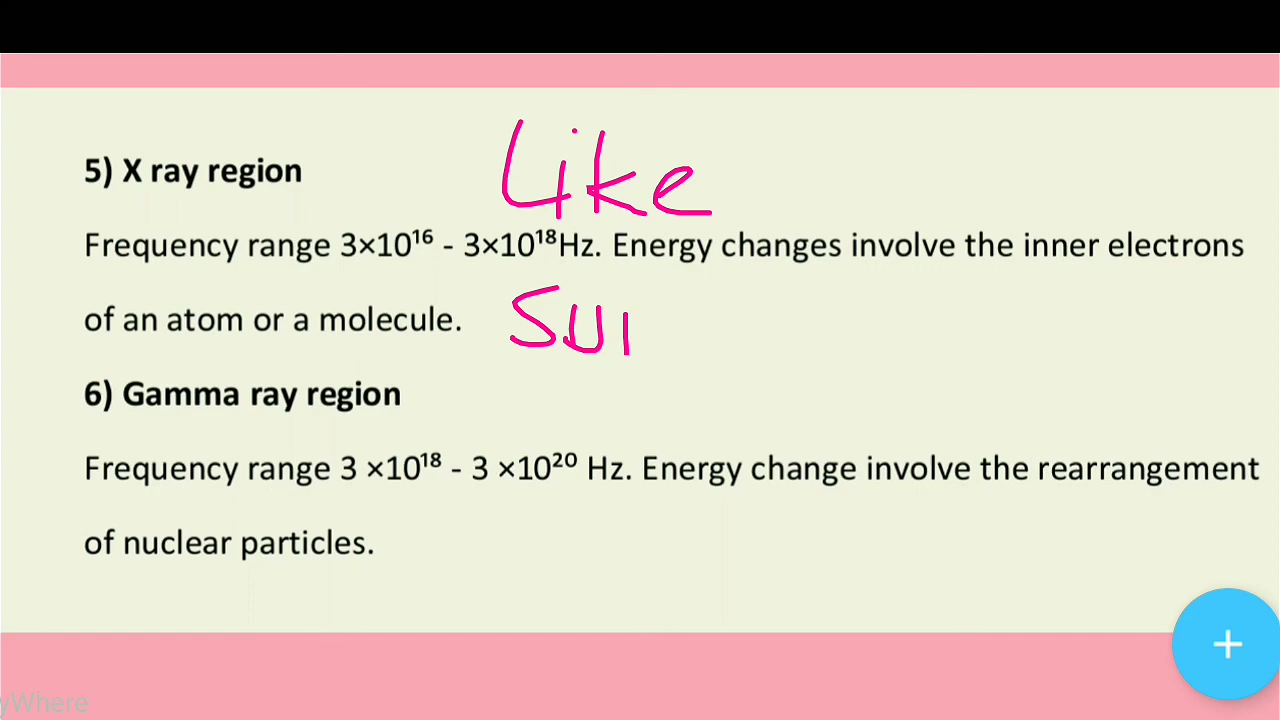 5) X ray region
Like
Frequency range 3×10¹⁶ - 3×10¹⁸Hz. Energy changes involve the inner electrons
of an atom or a molecule.
6) Gamma ray region
Frequency range 3 ×10¹⁸ - 3 ×10²⁰ Hz. Energy change involve the rearrangement
of nuclear particles.
yWhere